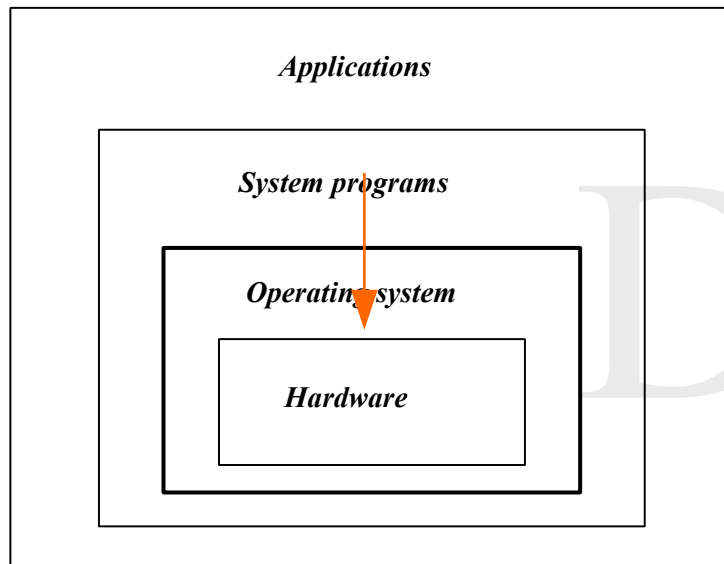 Applications
System programs
Operating system
Hardware
D